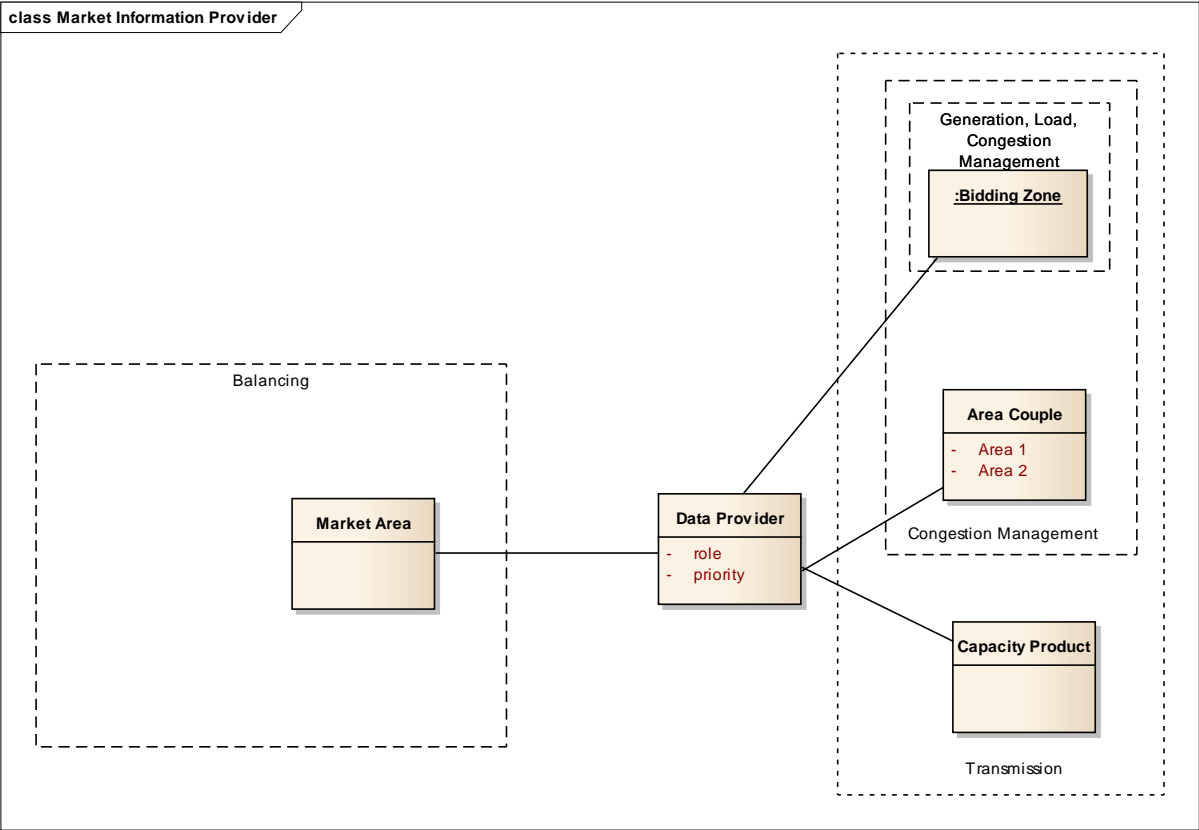 class Market Information Provider
Generation, Load,
Congestion
Management
:Bidding Zone
Balancing
Area Couple
- Area 1
- Area 2
Market Area
Data Provider
- role
- priority
Congestion Management
Capacity Product
Transmission